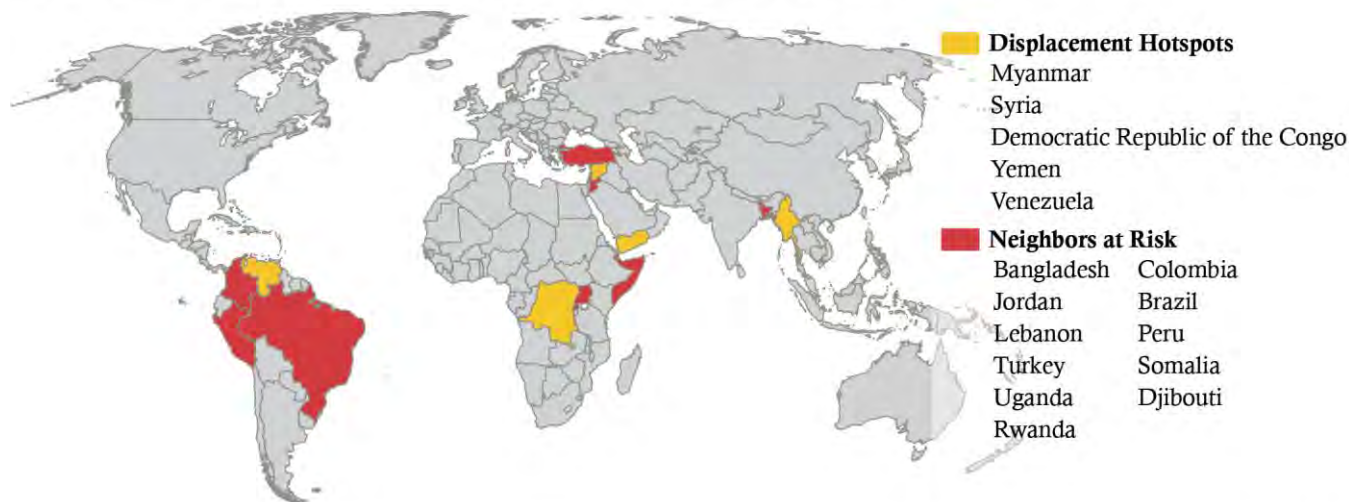 Displacement Hotspots
Myanmar
Syria
Democratic Republic of the Congo
Yemen
Venezuela
Neighbors at Risk
Bangladesh Colombia
Jordan Brazil
Lebanon Peru
Turkey Somalia
Uganda Djibouti
Rwanda